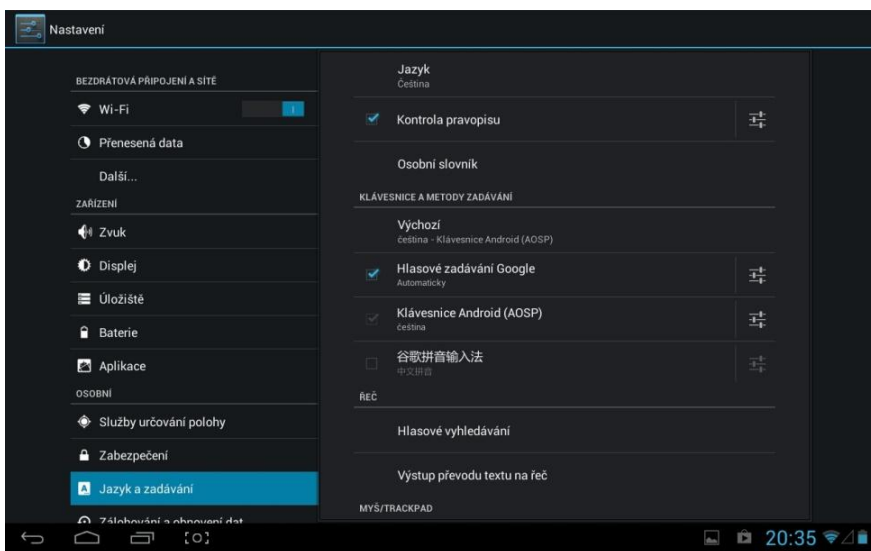 Nastavení
BEZDRÁTOVÁ PŘIPOJENÍ A SÍTĚ
Wi-Fi
I
Přenesená data
Další...
ZAŘÍZENÍ
Zvuk
Displej
Úložiště
Baterie
Aplikace
OSOBNÍ
Služby určování polohy
Zabezpečení
A
Jazyk a zadávání
Zálohování a obnovení dat
Jazyk
Čeština
Kontrola pravopisu
Osobní slovník
KLÁVESNICE A METODY ZADÁVÁNÍ
Výchozí
čeština - Klávesnice Android (AOSP)
Hlasové zadávání Google
Automaticky
Klávesnice Android (AOSP)
čeština
谷歌拼音输入法
中文拼音
ŘEČ
Hlasové vyhledávání
Výstup převodu textu na řeč
MYŠ/TRACKPAD
20:35